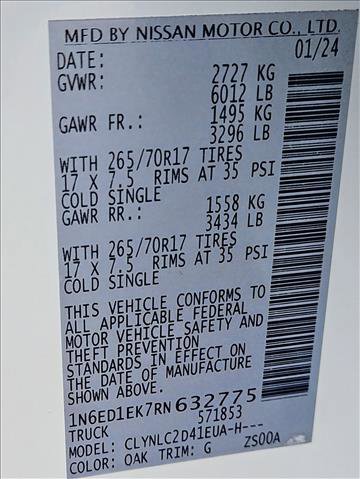 MFD BY NISSAN MOTOR CO., LTD.
DATE: 01/24
GVWR: 2727 KG
6012 LB
GAWR FR.: 1495 KG
3296 LB
WITH 265/70R17 TIRES
17 X 7.5 RIMS AT 35 PSI
COLD SINGLE
GAWR RR.: 1558 KG
3434 LB
WITH 265/70R17 TIRES
17 X 7.5 RIMS AT 35 PSI
COLD SINGLE
THIS VEHICLE CONFORMS TO
ALL APPLICABLE FEDERAL
MOTOR VEHICLE SAFETY AND
THEFT PREVENTION
STANDARDS IN EFFECT ON
THE DATE OF MANUFACTURE
SHOWN ABOVE.
1N6ED1EK7RN632775
TRUCK 571853
MODEL: CLYNLC2D41EUA-H---
COLOR: OAK TRIM: G ZS00A